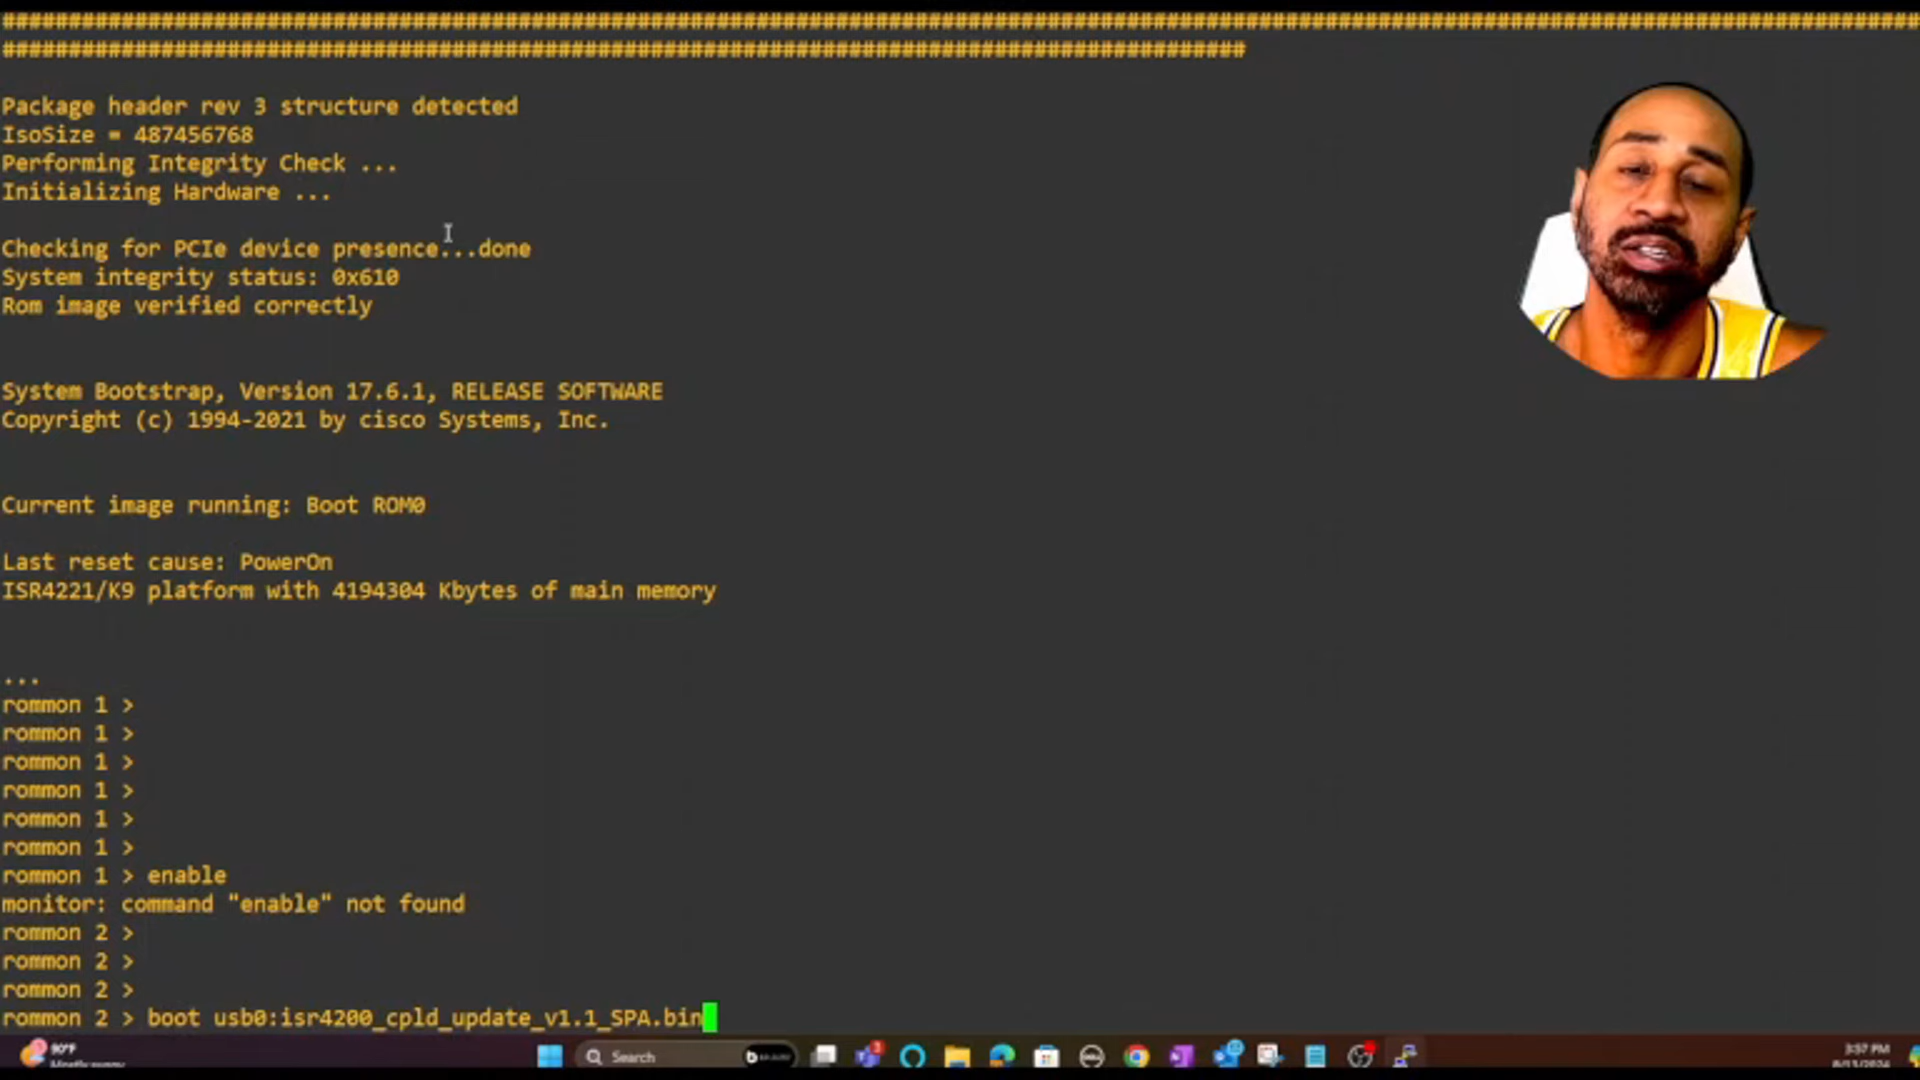 Package header rev 3 structure detected
IsoSize = 487456768
Performing Integrity Check ...
Initializing Hardware ...
Checking for PCIe device presence...done
System integrity status: 0x610
Rom image verified correctly
System Bootstrap, Version 17.6.1, RELEASE SOFTWARE
Copyright (c) 1994-2021 by cisco Systems, Inc.
Current image running: Boot ROM0
Last reset cause: PowerOn
ISR4221/K9 platform with 4194304 Kbytes of main memory
...
rommon 1 >
rommon 1 >
rommon 1 >
rommon 1 >
rommon 1 >
rommon 1 >
rommon 1 > enable
monitor: command "enable" not found
rommon 2 >
rommon 2 >
rommon 2 >
rommon 2 > boot usb0:isr4200_cpld_update_v1.1_SPA.bin
90°F
Search
3:57 PM